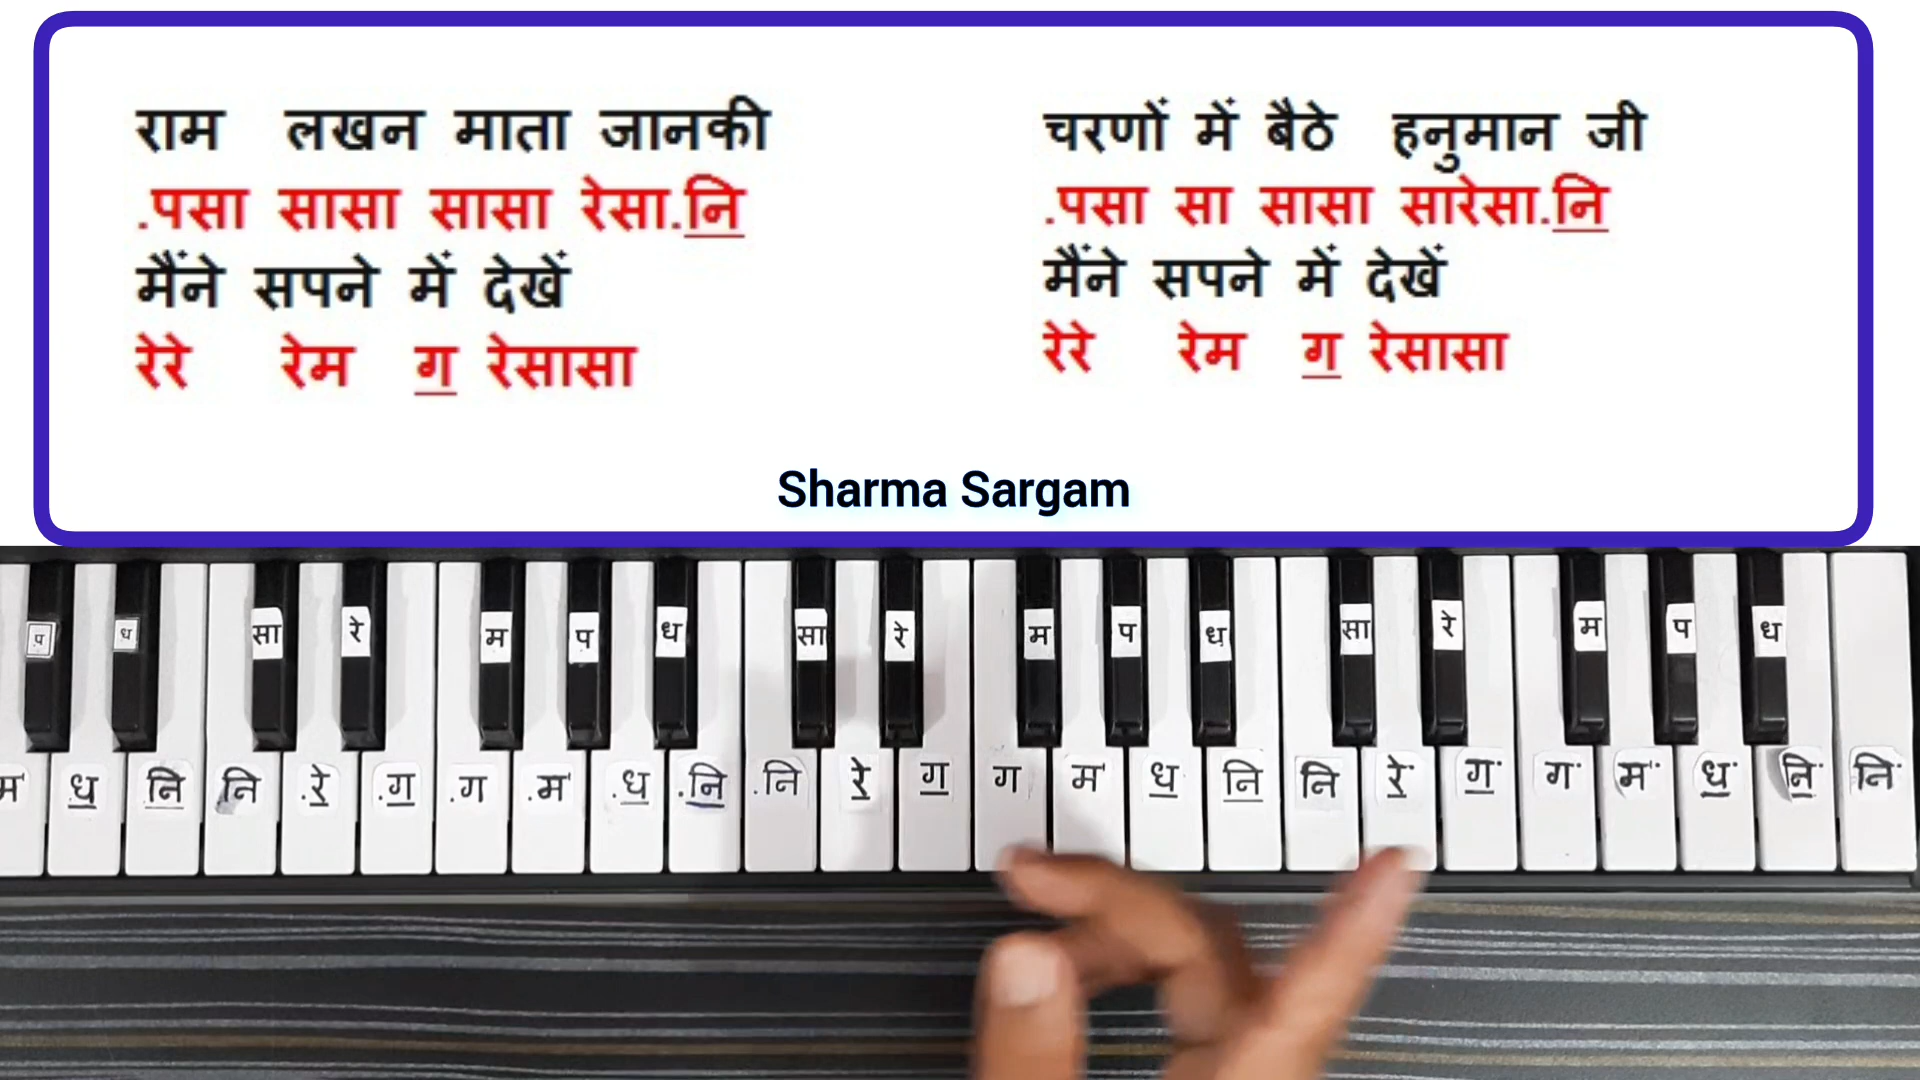 राम लखन माता जानकी
.पसा सासा सासा रेसा.नि
मैंने सपने में देखें
रेरे रेम ग रेसासा
चरणों में बैठे हनुमान जी
.पसा सा सासा सारेसा.नि
मैंने सपने में देखें
रेरे रेम ग रेसासा
Sharma Sargam
प ध सा रे म प ध सा रे म प ध सा रे म प ध
म' ध नि नि .रे .ग .ग .म' .ध .नि .नि रे ग ग म' ध नि नि रे॑ ग॑ ग॑ म॑' ध॑ नि॑ नि॑